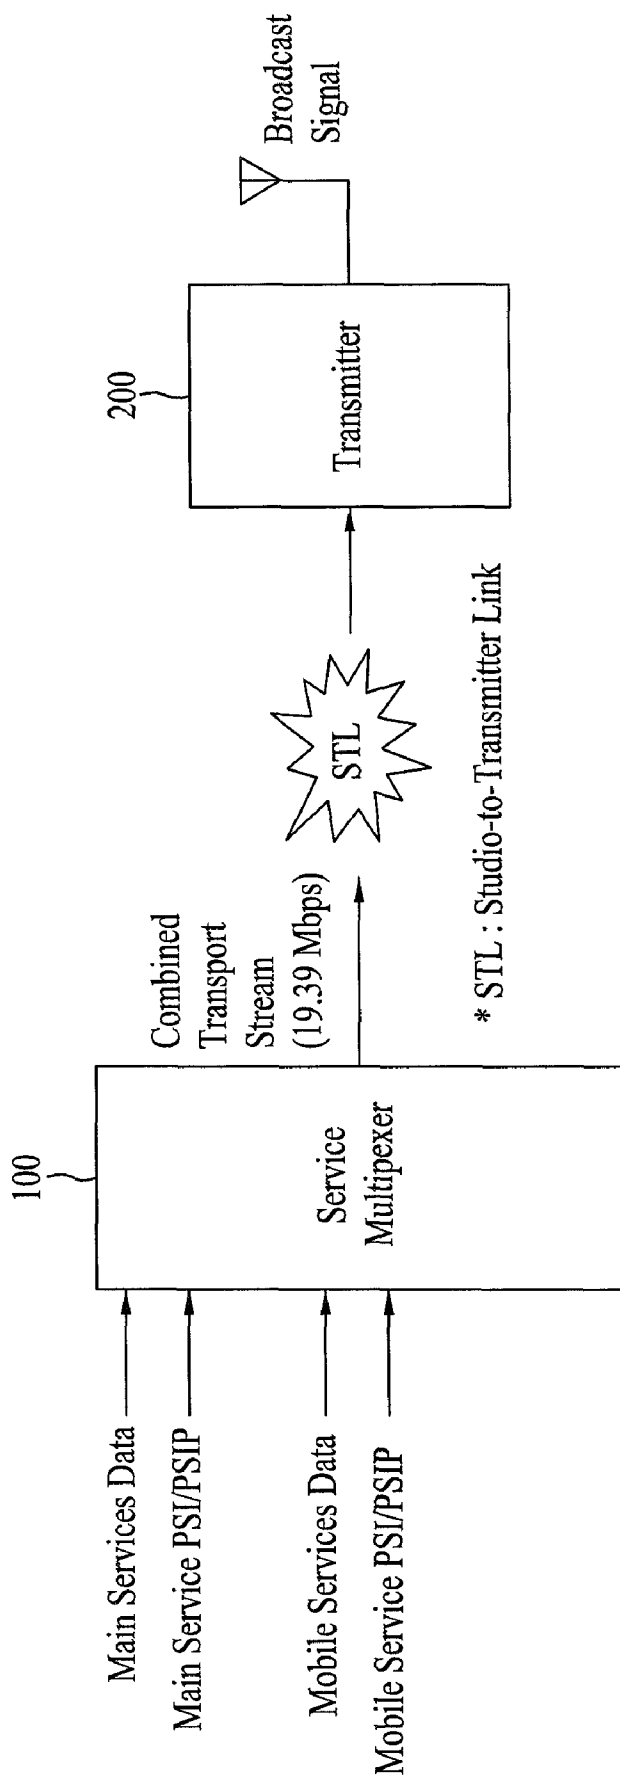 Main Services Data
Main Service PSI/PSIP
Mobile Services Data
Mobile Service PSI/PSIP
100
Service
Multipexer
Combined
Transport
Stream
(19.39 Mbps)
STL
200
Transmitter
Broadcast
Signal
* STL : Studio-to-Transmitter Link